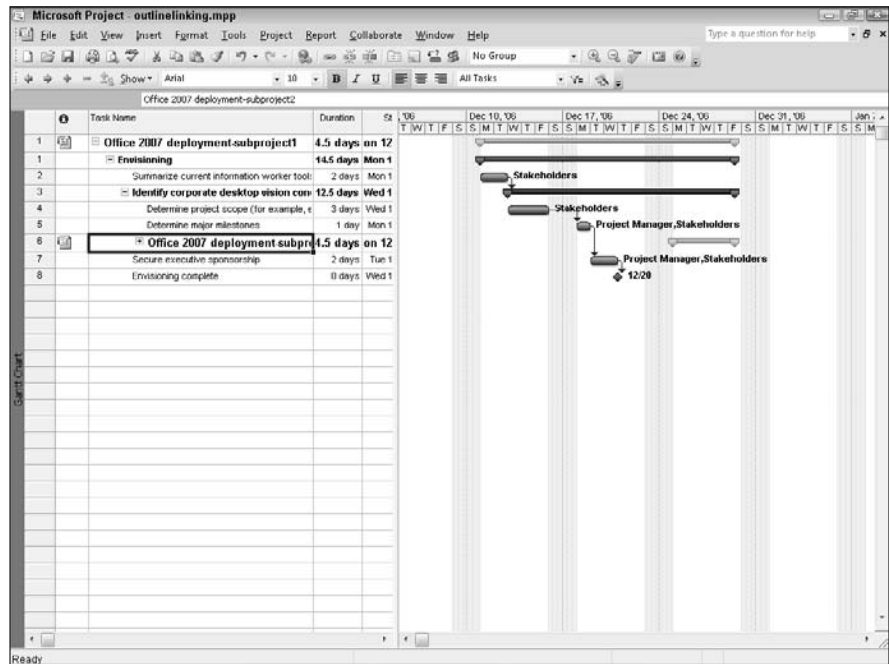 Microsoft Project - outlinelinking.mpp
File Edit View Insert Format Tools Project Report Collaborate Window Help
Type a question for help
No Group
Show Arial 10 B I U All Tasks
Office 2007 deployment-subproject2
Task Name Duration St
, '06 Dec 10, '06 Dec 17, '06 Dec 24, '06 Dec 31, '06 Jan 7
T W T F S S M T W T F S S M T W T F S S M T W T F S S M T W T F S S M
1 Office 2007 deployment-subproject1 4.5 days on 12
1 Envisioning 14.5 days Mon 1
2 Summarize current information worker tools 2 days Mon 1
Stakeholders
3 Identify corporate desktop vision con 12.5 days Wed 1
4 Determine project scope (for example, e 3 days Wed 1
Stakeholders
5 Determine major milestones 1 day Mon 1
Project Manager,Stakeholders
6 Office 2007 deployment-subpro 4.5 days on 12
7 Secure executive sponsorship 2 days Tue 1
Project Manager,Stakeholders
8 Envisioning complete 0 days Wed 1
12/20
Gantt Chart
Ready